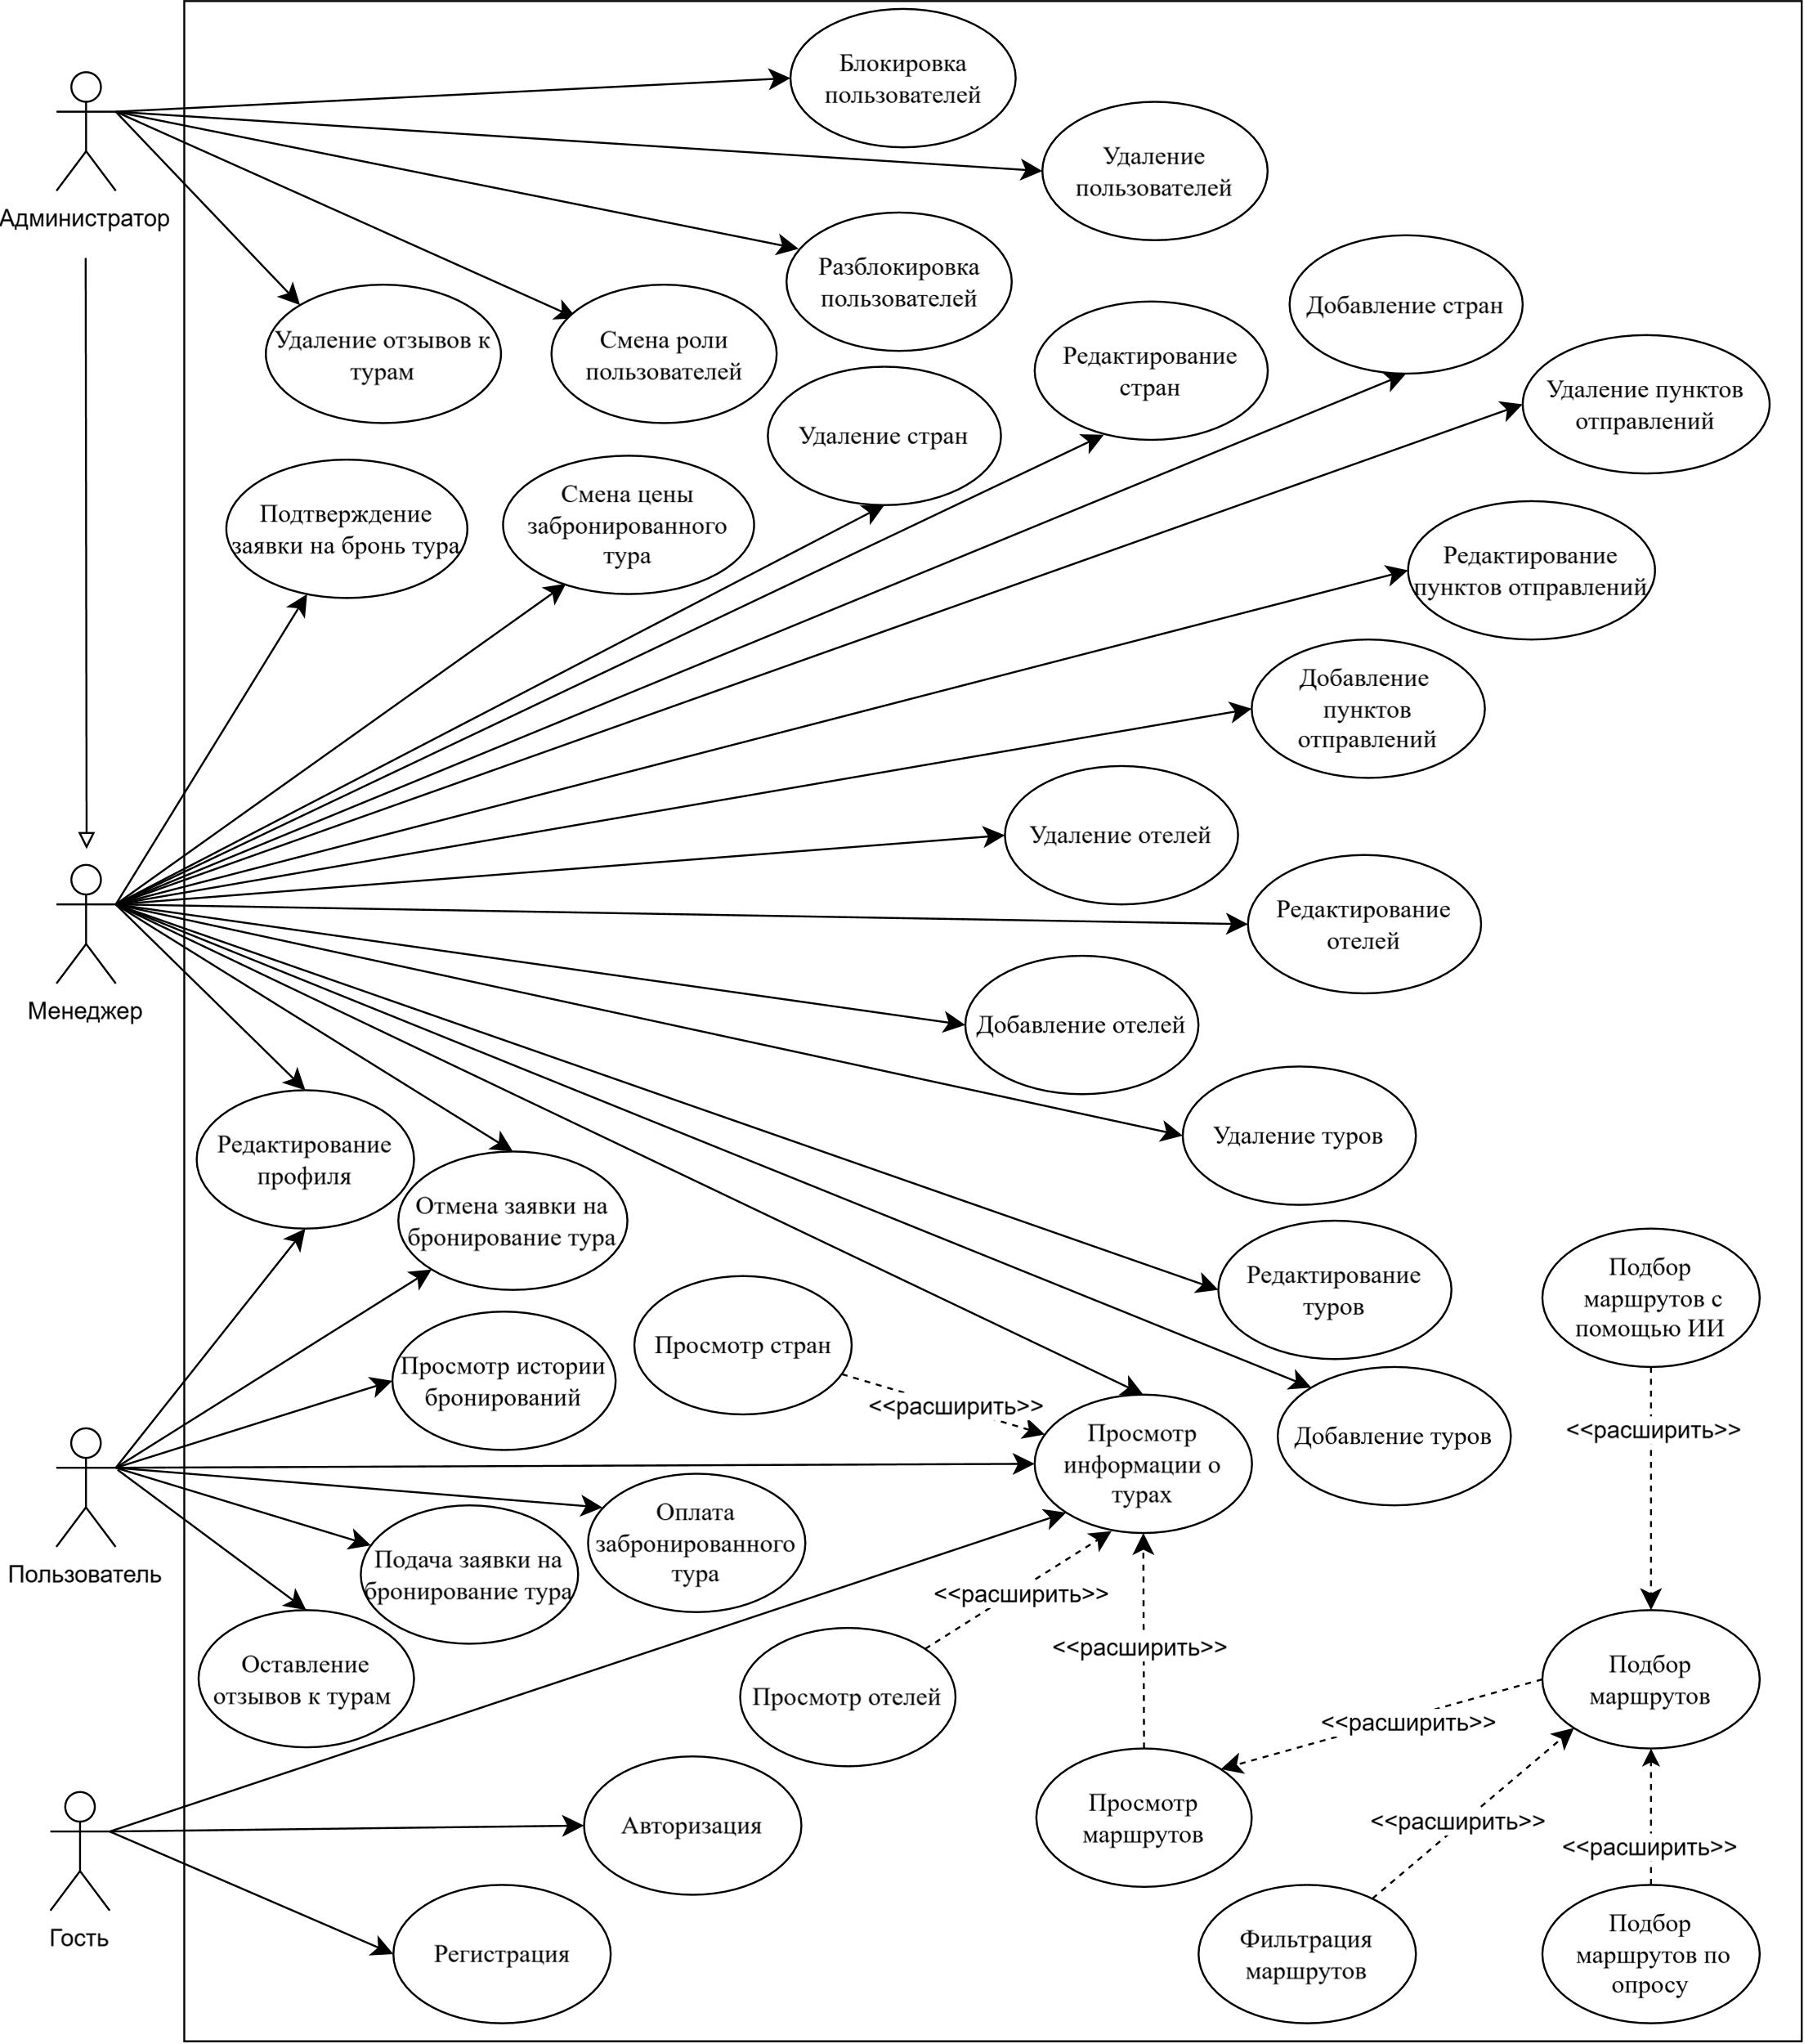 Блокировка
пользователей
Удаление
пользователей
Администратор
Разблокировка
пользователей
Добавление стран
Удаление отзывов к
турам
Смена роли
пользователей
Редактирование
стран
Удаление пунктов
отправлений
Удаление стран
Подтверждение
заявки на бронь тура
Смена цены
забронированного
тура
Редактирование
пунктов отправлений
Добавление
пунктов
отправлений
Удаление отелей
Редактирование
отелей
Менеджер
Добавление отелей
Удаление туров
Редактирование
профиля
Отмена заявки на
бронирование тура
Редактирование
туров
Подбор
маршрутов с
помощью ИИ
Просмотр стран
Просмотр истории
бронирований
<<расширить>>
Просмотр
информации о
турах
Добавление туров
<<расширить>>
Пользователь
Оплата
забронированного
тура
Подача заявки на
бронирование тура
<<расширить>>
<<расширить>>
Оставление
отзывов к турам
Просмотр отелей
Подбор
маршрутов
<<расширить>>
Просмотр
маршрутов
Авторизация
<<расширить>>
<<расширить>>
Гость
Регистрация
Фильтрация
маршрутов
Подбор
маршрутов по
опросу